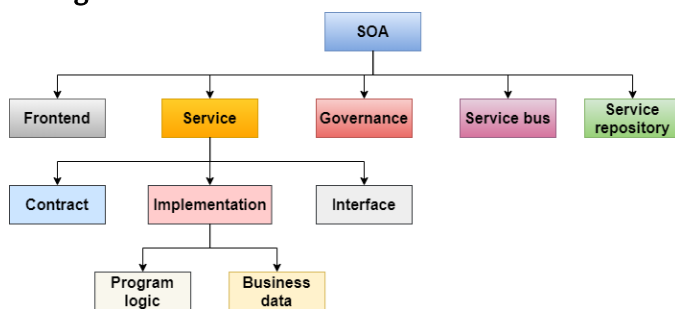 SOA
Frontend
Service
Governance
Service bus
Service
repository
Contract
Implementation
Interface
Program
logic
Business
data